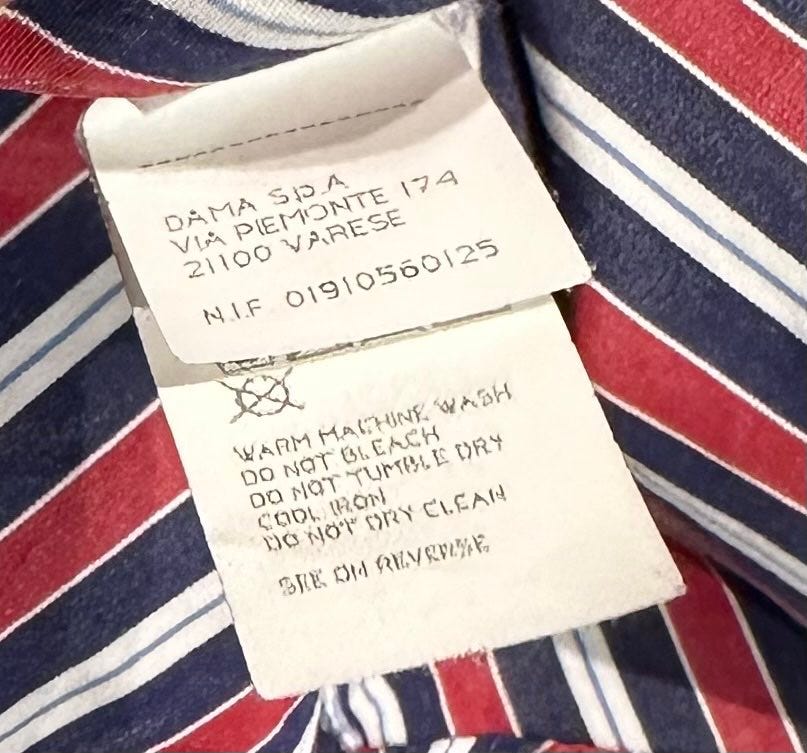 DAMA S.p.A
VIA PIEMONTE 174
21100 VARESE
N.I.F 01910560125
WARM MACHINE WASH
DO NOT BLEACH
DO NOT TUMBLE DRY
COOL IRON
DO NOT DRY CLEAN
SEE ON REVERSE